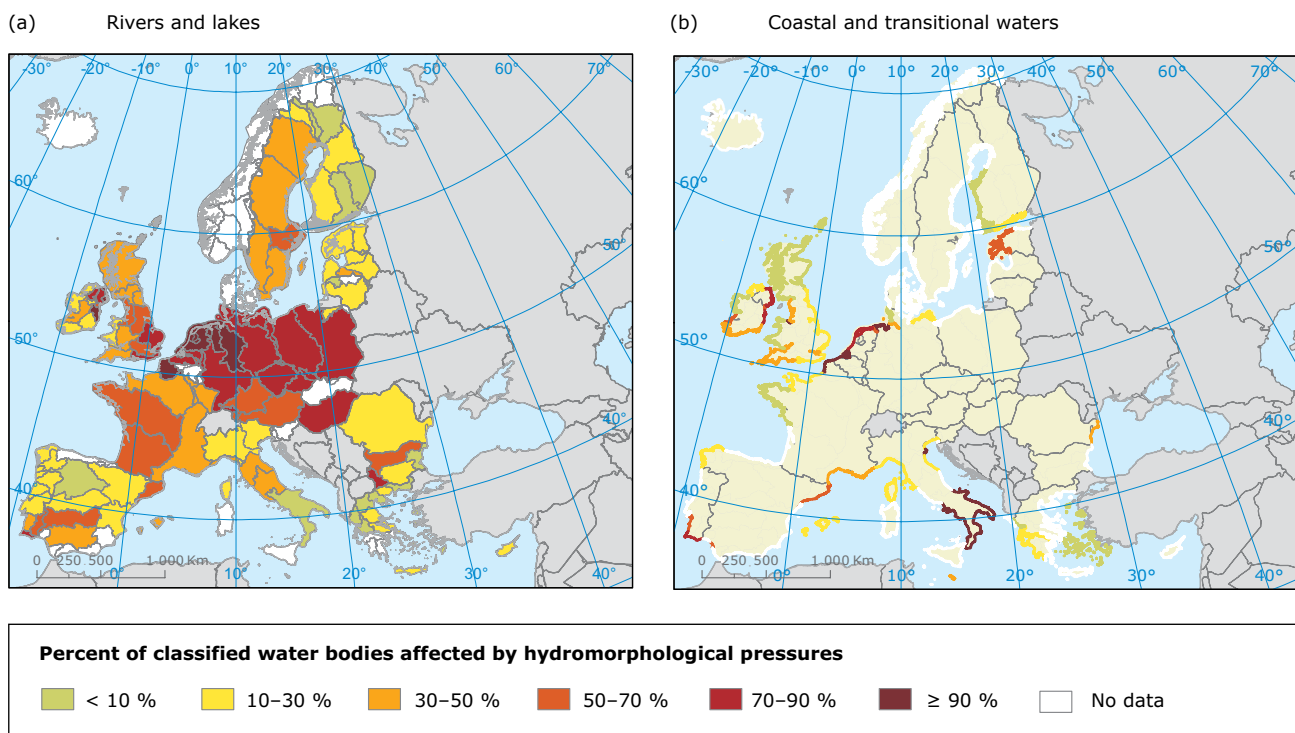 (a) Rivers and lakes
(b) Coastal and transitional waters
-30° -20° -10° 0° 10° 20° 30° 40° 50° 60° 70°
60°
50°
40°
50°
40°
0 250 500 1 000 Km
0° 10° 20° 30° 40°
-30° -20° -10° 0° 10° 20° 30° 40° 50° 60° 70°
60°
50°
40°
50°
40°
0 250 500 1 000 Km
0° 10° 20° 30° 40°
Percent of classified water bodies affected by hydromorphological pressures
< 10 % 10–30 % 30–50 % 50–70 % 70–90 % ≥ 90 % No data